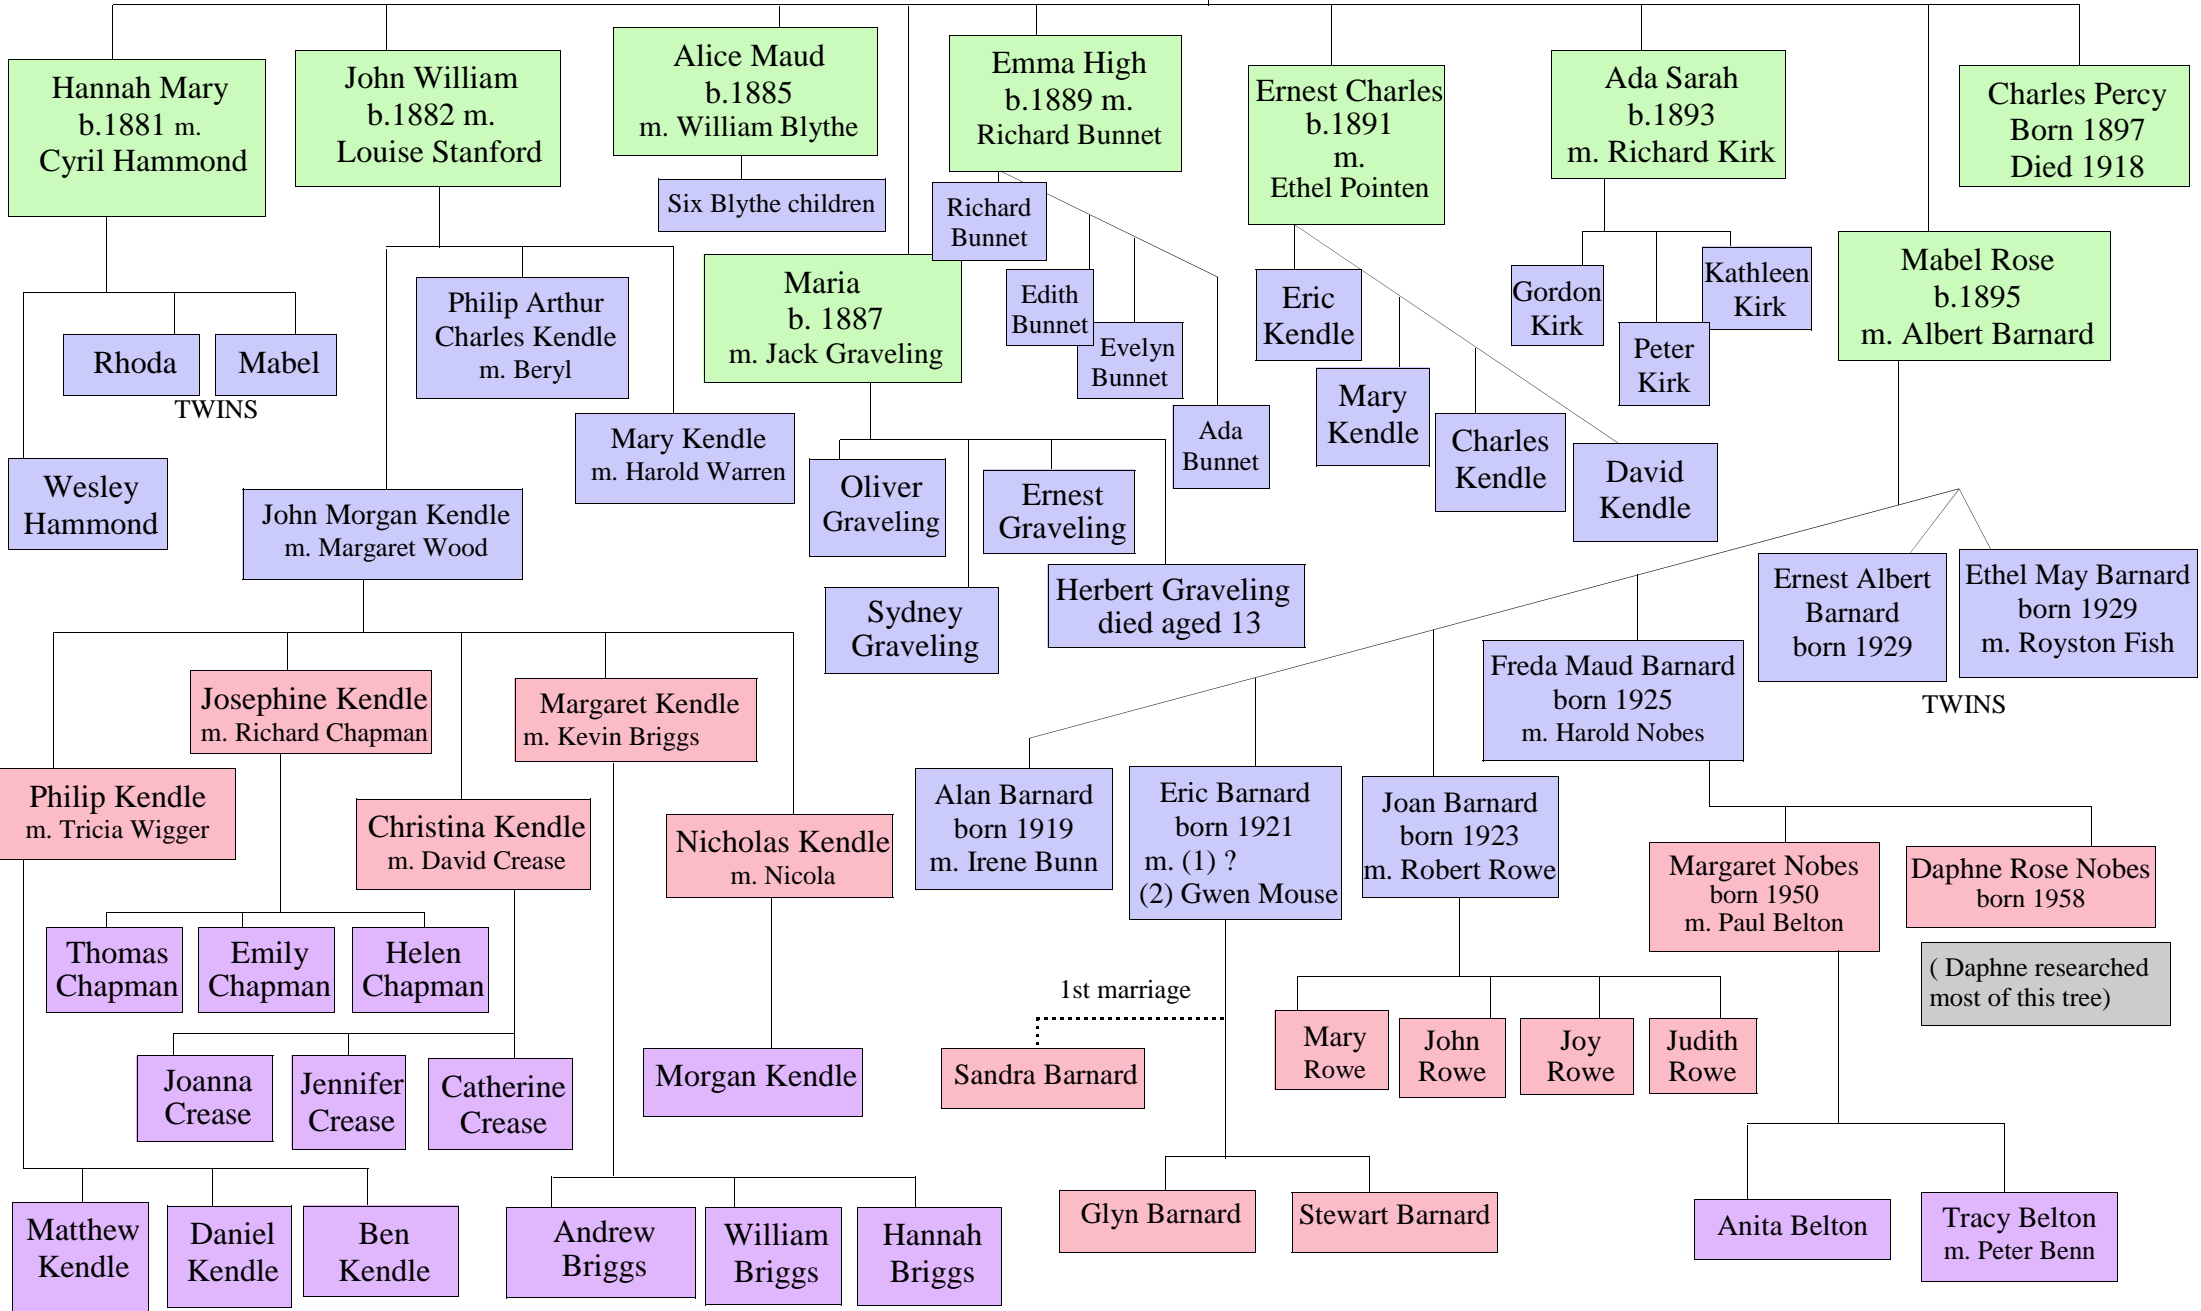 Hannah Mary
b.1881 m.
Cyril Hammond
John William
b.1882 m.
Louise Stanford
Alice Maud
b.1885
m. William Blythe
Emma High
b.1889 m.
Richard Bunnet
Ernest Charles
b.1891
m.
Ethel Pointen
Ada Sarah
b.1893
m. Richard Kirk
Charles Percy
Born 1897
Died 1918
Six Blythe children
Richard
Bunnet
Maria
b. 1887
m. Jack Graveling
Mabel Rose
b.1895
m. Albert Barnard
Rhoda
Mabel
TWINS
Wesley
Hammond
Philip Arthur
Charles Kendle
m. Beryl
Mary Kendle
m. Harold Warren
John Morgan Kendle
m. Margaret Wood
Edith
Bunnet
Evelyn
Bunnet
Ada
Bunnet
Eric
Kendle
Mary
Kendle
Charles
Kendle
David
Kendle
Gordon
Kirk
Peter
Kirk
Kathleen
Kirk
Oliver
Graveling
Ernest
Graveling
Sydney
Graveling
Herbert Graveling
died aged 13
Ernest Albert
Barnard
born 1929
Ethel May Barnard
born 1929
m. Royston Fish
TWINS
Freda Maud Barnard
born 1925
m. Harold Nobes
Josephine Kendle
m. Richard Chapman
Margaret Kendle
m. Kevin Briggs
Philip Kendle
m. Tricia Wigger
Christina Kendle
m. David Crease
Nicholas Kendle
m. Nicola
Alan Barnard
born 1919
m. Irene Bunn
Eric Barnard
born 1921
m. (1) ?
(2) Gwen Mouse
Joan Barnard
born 1923
m. Robert Rowe
Margaret Nobes
born 1950
m. Paul Belton
Daphne Rose Nobes
born 1958
( Daphne researched
most of this tree)
Thomas
Chapman
Emily
Chapman
Helen
Chapman
1st marriage
Sandra Barnard
Mary
Rowe
John
Rowe
Joy
Rowe
Judith
Rowe
Joanna
Crease
Jennifer
Crease
Catherine
Crease
Morgan Kendle
Matthew
Kendle
Daniel
Kendle
Ben
Kendle
Andrew
Briggs
William
Briggs
Hannah
Briggs
Glyn Barnard
Stewart Barnard
Anita Belton
Tracy Belton
m. Peter Benn